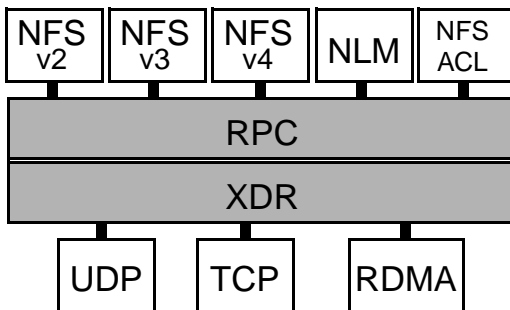 NFS NFS NFS NLM NFS
v2 v3 v4 ACL
RPC
XDR
UDP TCP RDMA